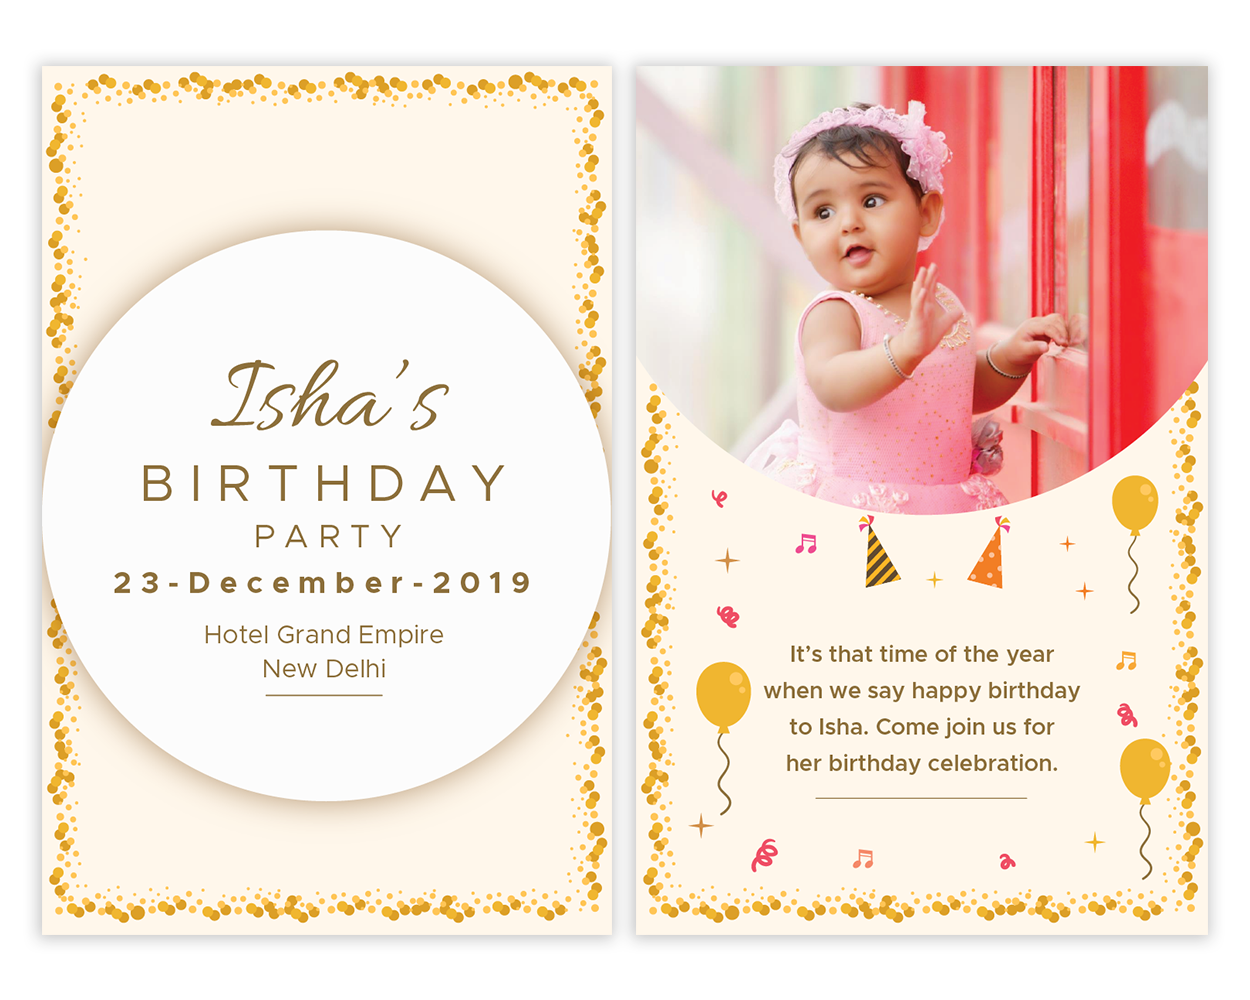 Isha’s
BIRTHDAY
PARTY
23-December-2019
Hotel Grand Empire
New Delhi
It’s that time of the year
when we say happy birthday
to Isha. Come join us for
her birthday celebration.